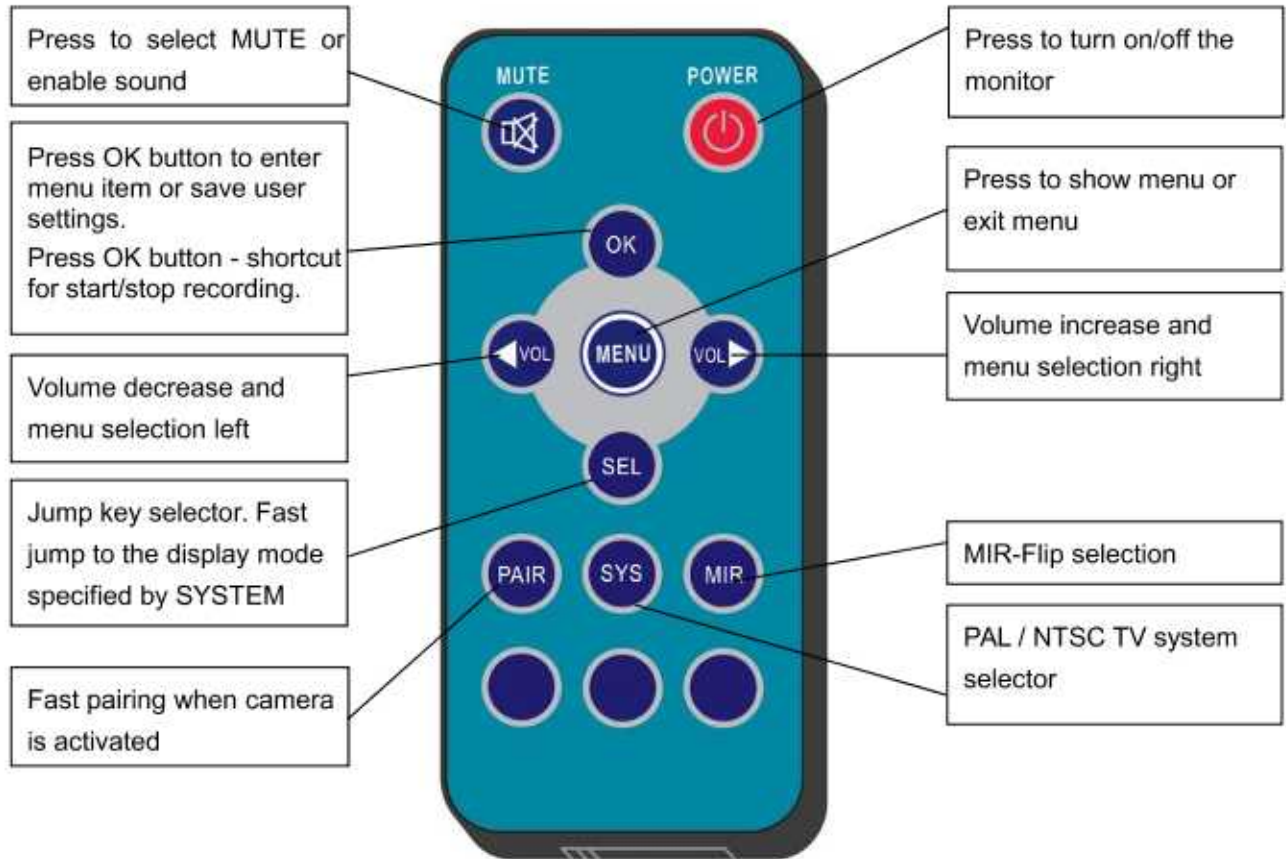 Press to select MUTE or
enable sound
Press OK button to enter
menu item or save user
settings.
Press OK button - shortcut
for start/stop recording.
Volume decrease and
menu selection left
Jump key selector. Fast
jump to the display mode
specified by SYSTEM
Fast pairing when camera
is activated
MUTE
POWER
OK
VOL
MENU
VOL
SEL
PAIR
SYS
MIR
Press to turn on/off the
monitor
Press to show menu or
exit menu
Volume increase and
menu selection right
MIR-Flip selection
PAL / NTSC TV system
selector